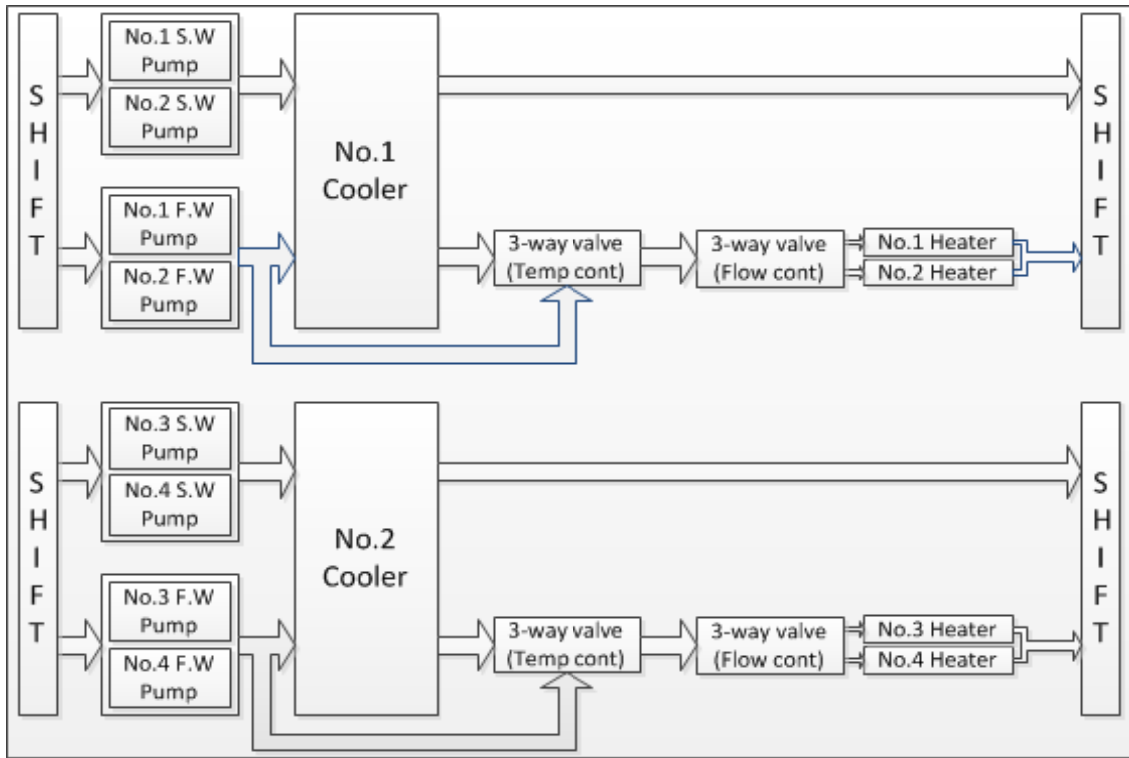 SHIFT
No.1 S.W
Pump
No.2 S.W
Pump
No.1 F.W
Pump
No.2 F.W
Pump
No.1
Cooler
3-way valve
(Temp cont)
3-way valve
(Flow cont)
No.1 Heater
No.2 Heater
SHIFT
SHIFT
No.3 S.W
Pump
No.4 S.W
Pump
No.3 F.W
Pump
No.4 F.W
Pump
No.2
Cooler
3-way valve
(Temp cont)
3-way valve
(Flow cont)
No.3 Heater
No.4 Heater
SHIFT